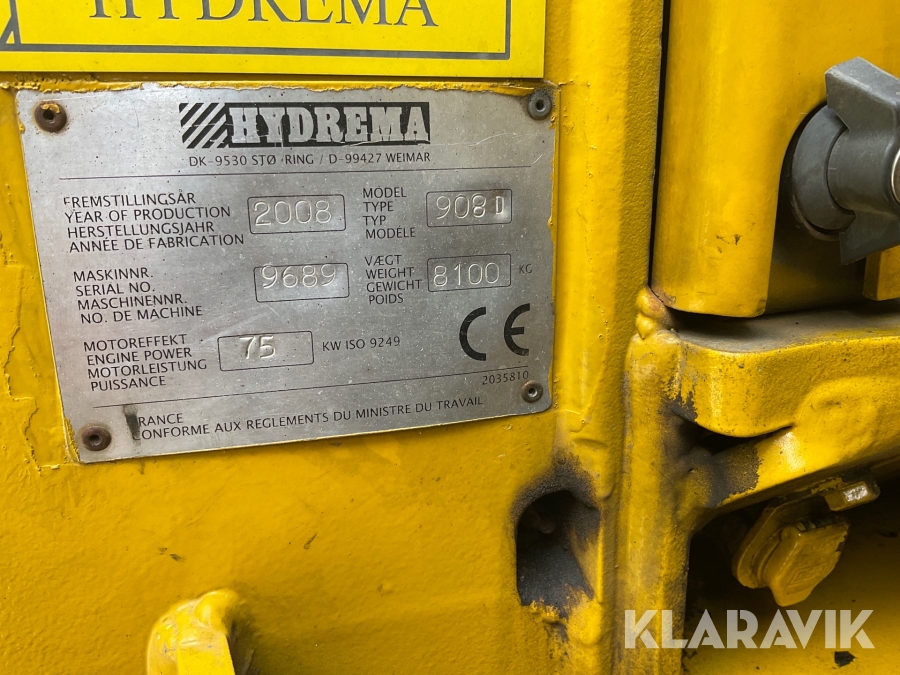 HYDREMA
HYDREMA
DK-9530 STØ RING / D-99427 WEIMAR
FREMSTILLINGSÅR
YEAR OF PRODUCTION
HERSTELLUNGSJAHR
ANNÉE DE FABRICATION
2008
MODEL
TYPE
TYP
MODÈLE
908 D
MASKINNR.
SERIAL NO.
MASCHINENNR.
NO. DE MACHINE
9689
VÆGT
WEIGHT
GEWICHT
POIDS
8100 KG
MOTOREFFEKT
ENGINE POWER
MOTORLEISTUNG
PUISSANCE
75 KW ISO 9249
CE
2035810
RANCE
CONFORME AUX REGLEMENTS DU MINISTRE DU TRAVAIL
KLARAVIK